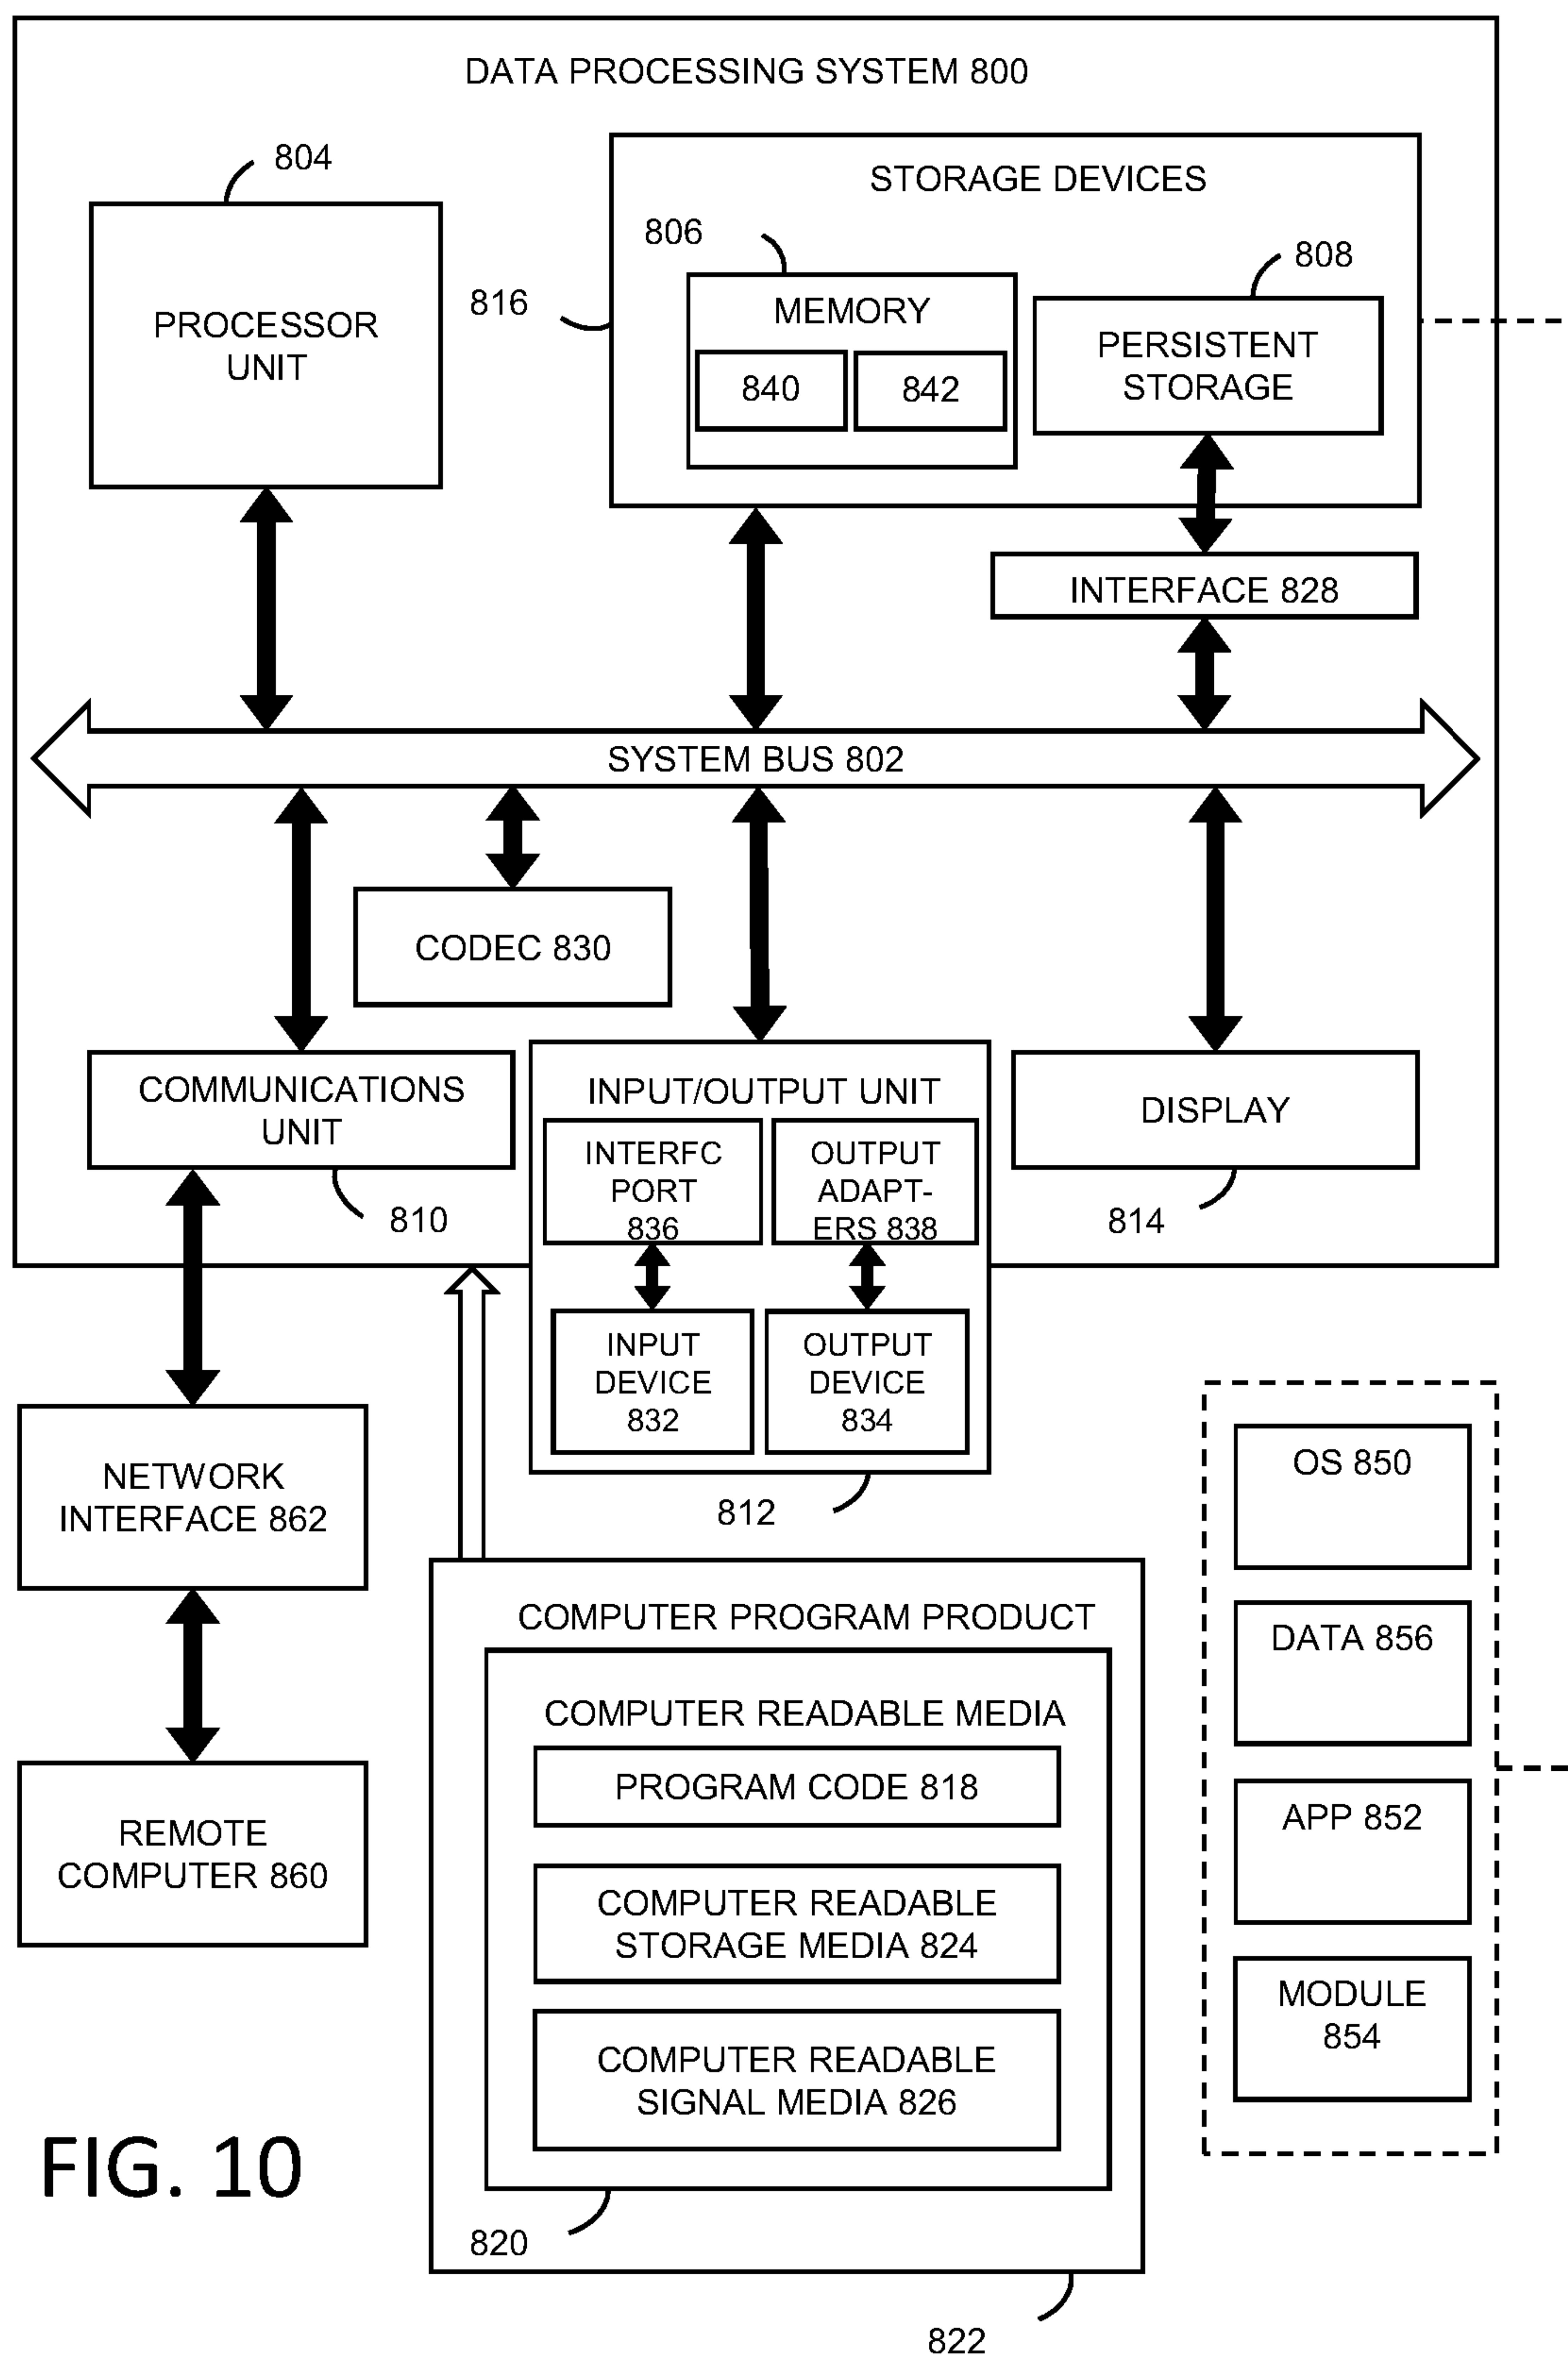 DATA PROCESSING SYSTEM 800
804
PROCESSOR
UNIT
STORAGE DEVICES
806
808
816
MEMORY
840
842
PERSISTENT
STORAGE
INTERFACE 828
SYSTEM BUS 802
CODEC 830
COMMUNICATIONS
UNIT
810
INPUT/OUTPUT UNIT
INTERFC
PORT
836
OUTPUT
ADAPT-
ERS 838
INPUT
DEVICE
832
OUTPUT
DEVICE
834
812
DISPLAY
814
NETWORK
INTERFACE 862
REMOTE
COMPUTER 860
COMPUTER PROGRAM PRODUCT
COMPUTER READABLE MEDIA
PROGRAM CODE 818
COMPUTER READABLE
STORAGE MEDIA 824
COMPUTER READABLE
SIGNAL MEDIA 826
820
822
OS 850
DATA 856
APP 852
MODULE
854
FIG. 10